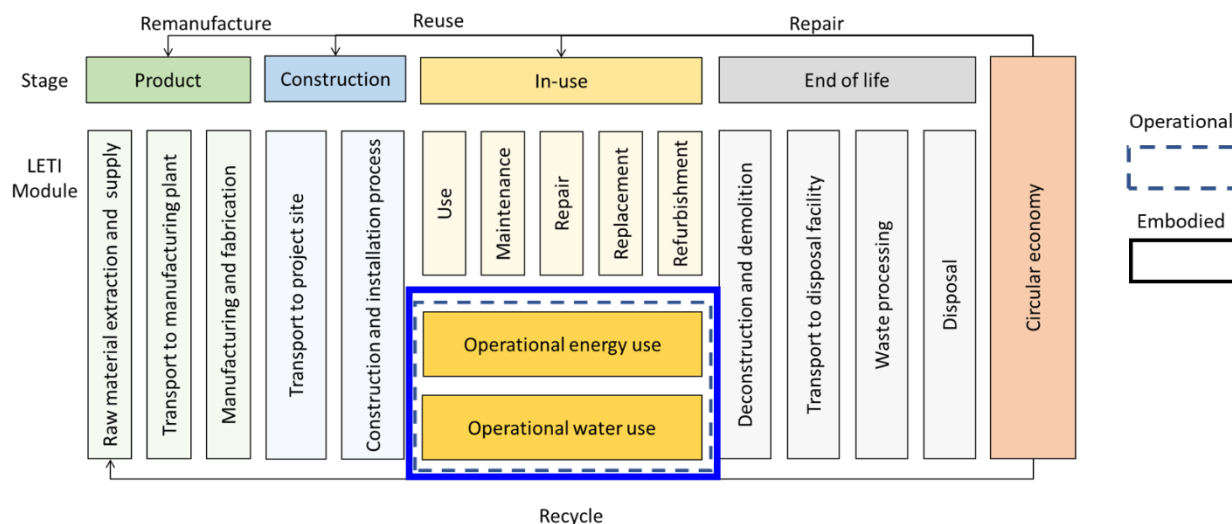 Remanufacture
Reuse
Repair
Stage
Product
Construction
In-use
End of life
Circular economy
LETI
Module
Raw material extraction and supply
Transport to manufacturing plant
Manufacturing and fabrication
Transport to project site
Construction and installation process
Use
Maintenance
Repair
Replacement
Refurbishment
Operational energy use
Operational water use
Deconstruction and demolition
Transport to disposal facility
Waste processing
Disposal
Operational
Embodied
Recycle